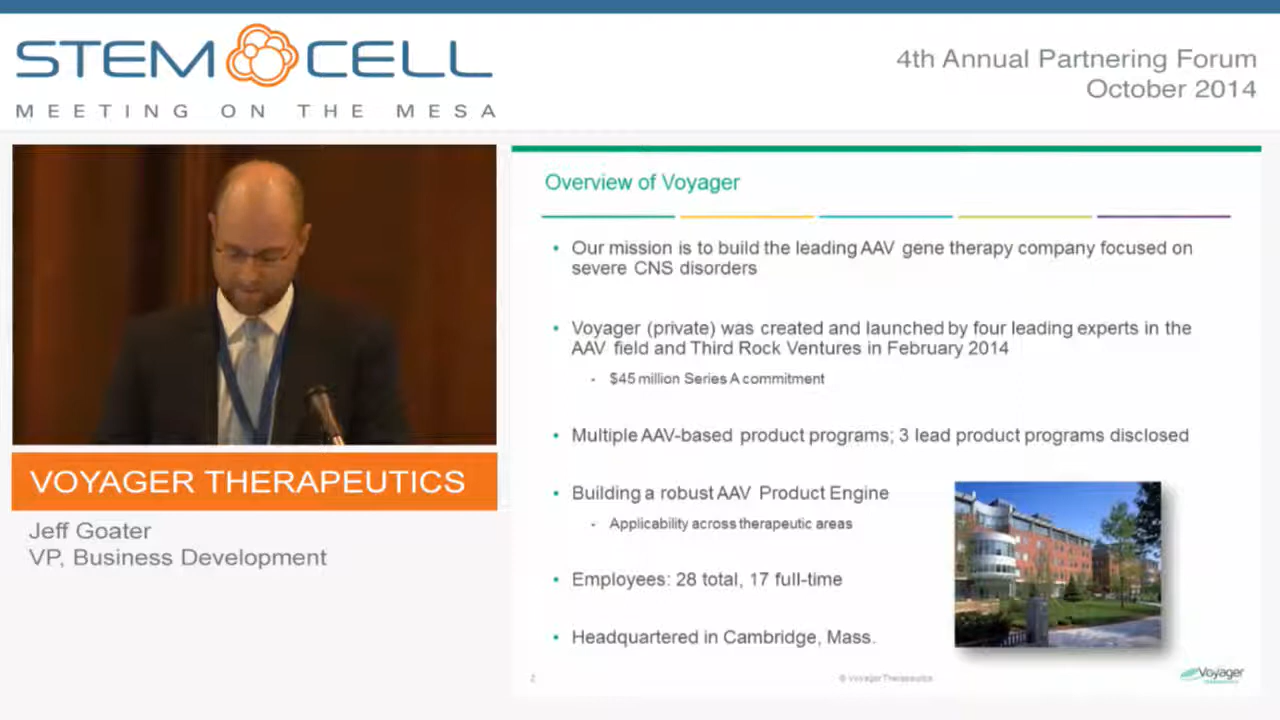 STEM CELL
MEETING ON THE MESA
4th Annual Partnering Forum
October 2014
VOYAGER THERAPEUTICS
Jeff Goater
VP, Business Development
Overview of Voyager
• Our mission is to build the leading AAV gene therapy company focused on
severe CNS disorders
• Voyager (private) was created and launched by four leading experts in the
AAV field and Third Rock Ventures in February 2014
- $45 million Series A commitment
• Multiple AAV-based product programs; 3 lead product programs disclosed
• Building a robust AAV Product Engine
- Applicability across therapeutic areas
• Employees: 28 total, 17 full-time
• Headquartered in Cambridge, Mass.
2
© Voyager Therapeutics
Voyager